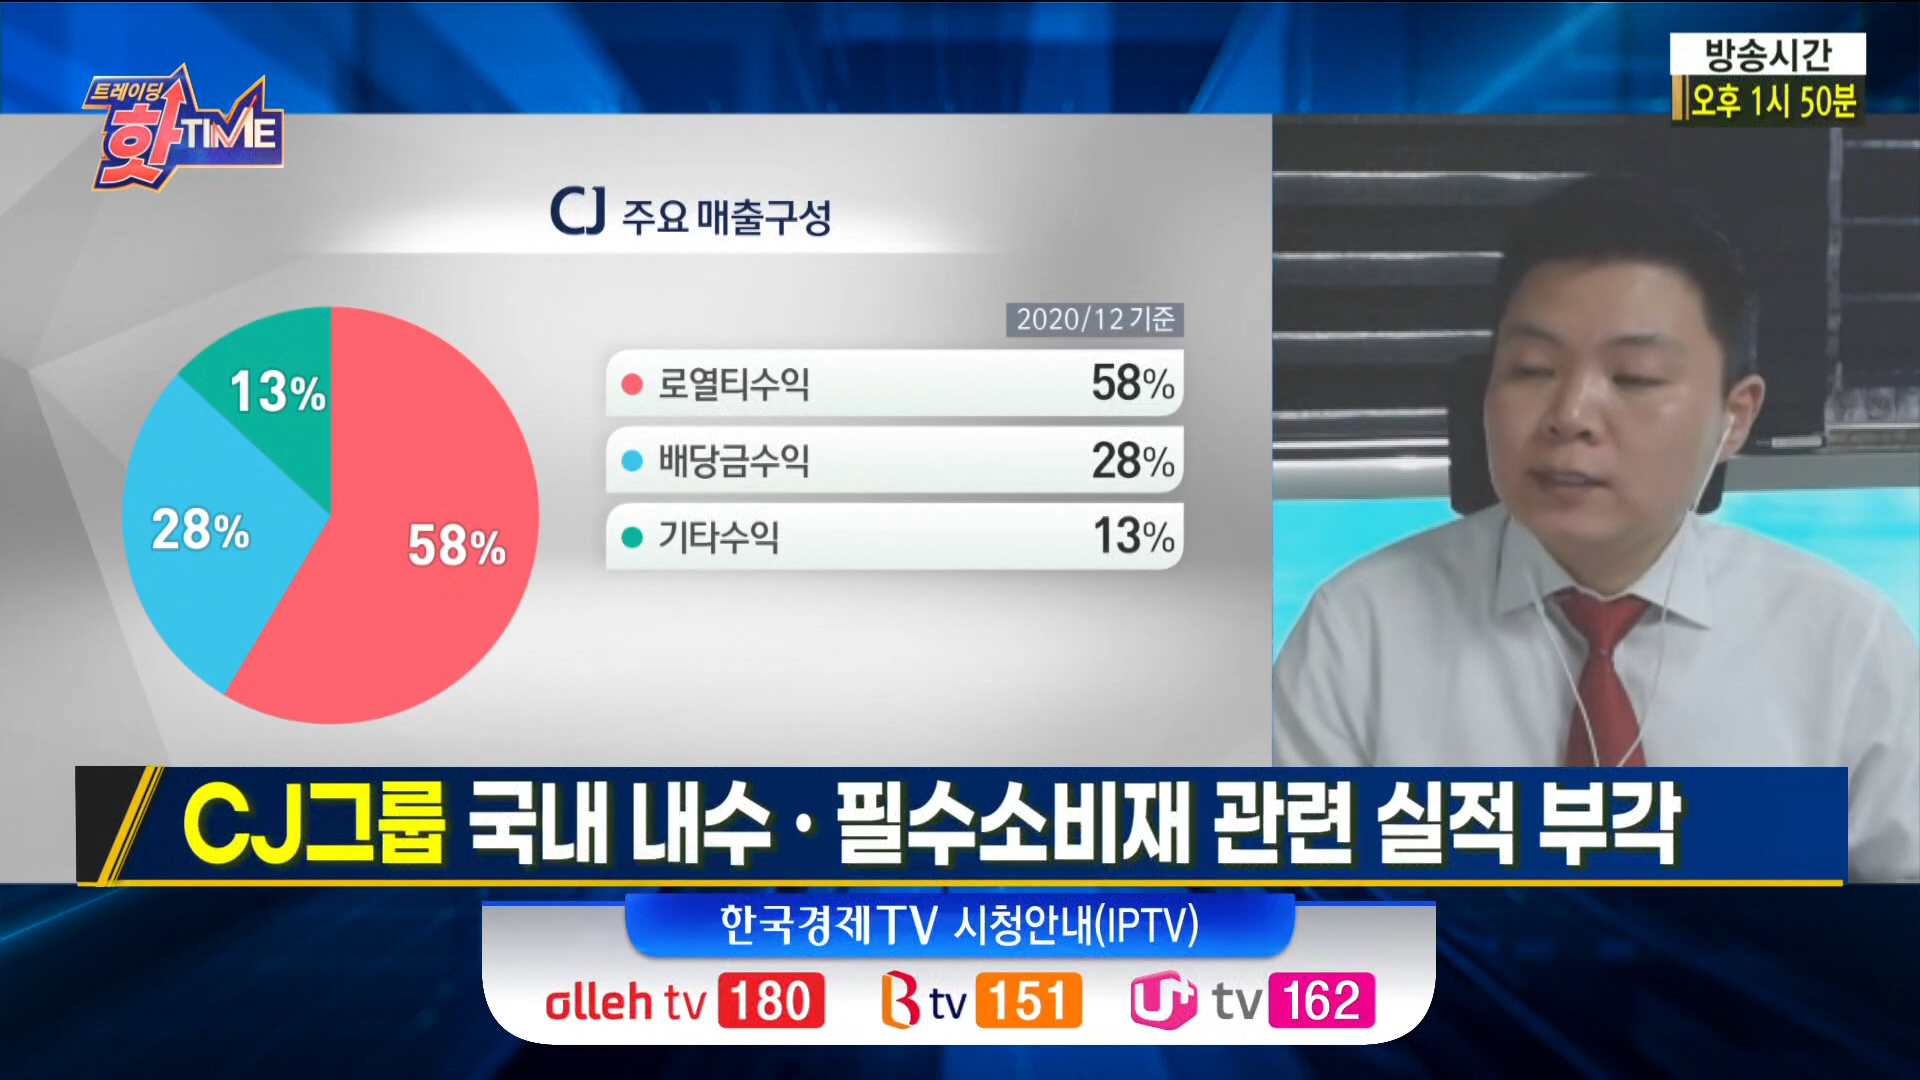 트레이딩
핫TIME
방송시간
오후 1시 50분
CJ 주요 매출구성
2020/12 기준
13%
28%
58%
로열티수익 58%
배당금수익 28%
기타수익 13%
CJ그룹 국내 내수·필수소비재 관련 실적 부각
한국경제TV 시청안내(IPTV)
olleh tv 180 B tv 151 U+ tv 162